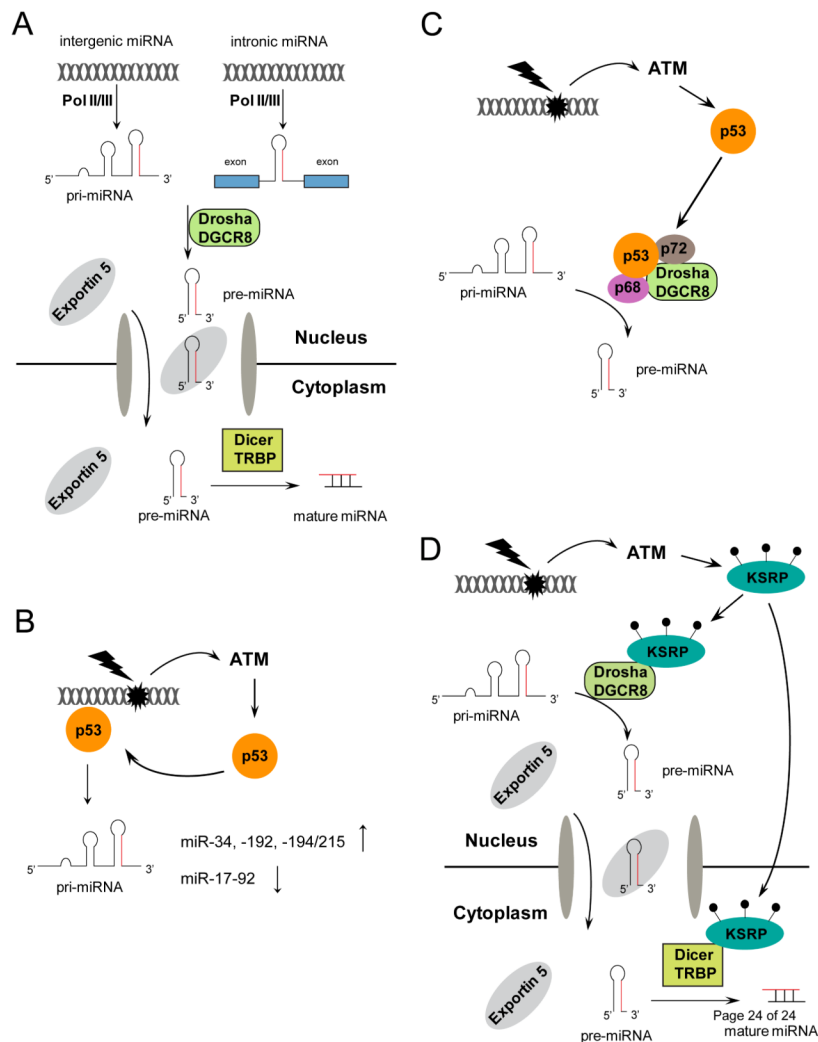 A
intergenic miRNA
intronic miRNA
Pol II/III
Pol II/III
exon
exon
5'
3'
pri-miRNA
Drosha
DGCR8
Exportin 5
pre-miRNA
5'
3'
Nucleus
5'
3'
Cytoplasm
Dicer
TRBP
Exportin 5
5'
3'
pre-miRNA
mature miRNA
B
ATM
p53
p53
miR-34, -192, -194/215 ↑
5'
3'
pri-miRNA
miR-17-92 ↓
C
ATM
p53
p53
p72
Drosha
DGCR8
p68
5'
3'
pri-miRNA
pre-miRNA
5'
3'
D
ATM
KSRP
KSRP
Drosha
DGCR8
5'
3'
pri-miRNA
Exportin 5
pre-miRNA
5'
3'
Nucleus
5'
3'
Cytoplasm
KSRP
Dicer
TRBP
Exportin 5
5'
3'
pre-miRNA
Page 24 of 24
mature miRNA